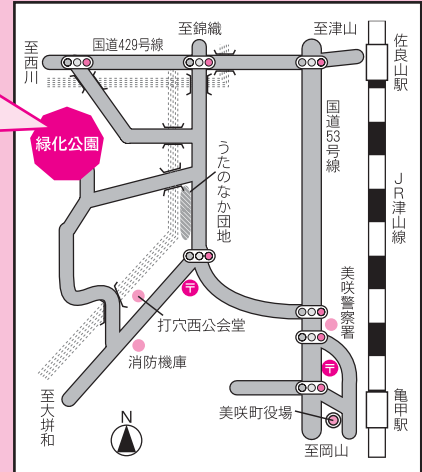 至錦織
至津山
国道429号線
至西川
佐良山駅
緑化公園
国道53号線
うたのなか団地
JR津山線
〒
美咲警察署
打穴西公会堂
消防機庫
〒
至大垪和
美咲町役場
亀甲駅
N
至岡山